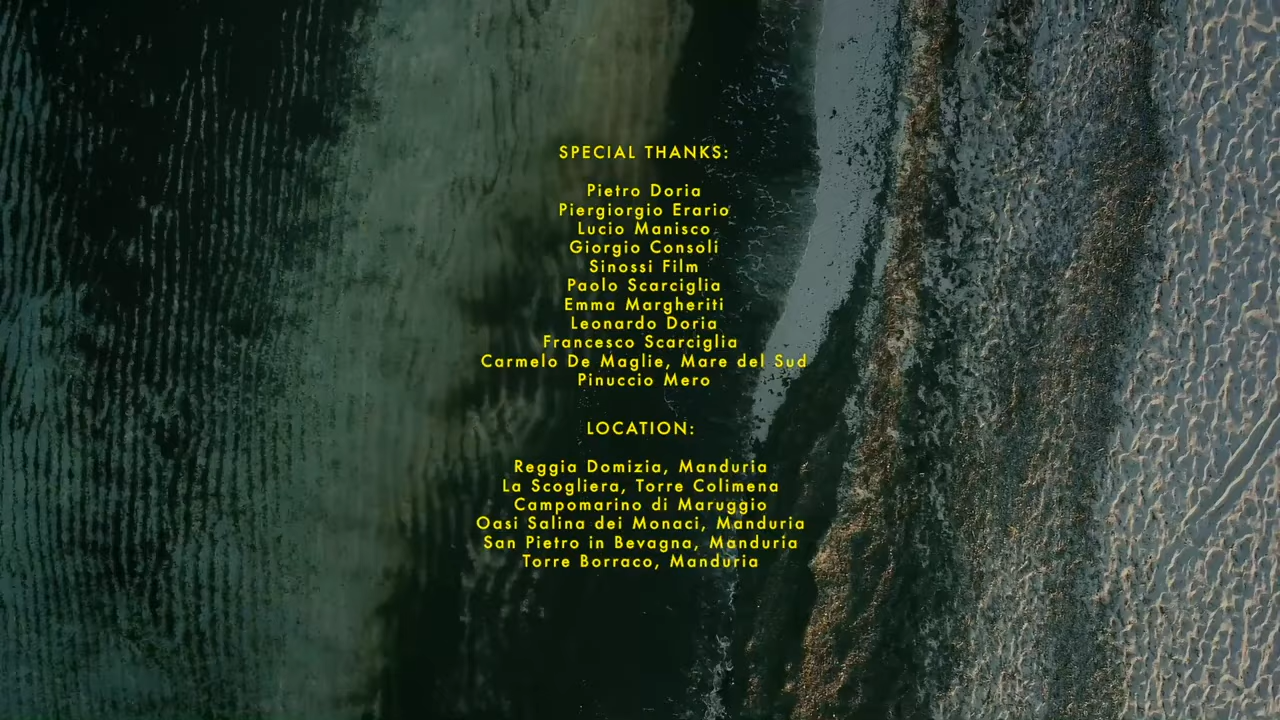 SPECIAL THANKS:
Pietro Doria
Piergiorgio Erario
Lucio Manisco
Giorgio Consoli
Sinossi Film
Paolo Scarciglia
Emma Margheriti
Leonardo Doria
Francesco Scarciglia
Carmelo De Maglie, Mare del Sud
Pinuccio Mero
LOCATION:
Reggia Domizia, Manduria
La Scogliera, Torre Colimena
Campomarino di Maruggio
Oasi Salina dei Monaci, Manduria
San Pietro in Bevagna, Manduria
Torre Borraco, Manduria